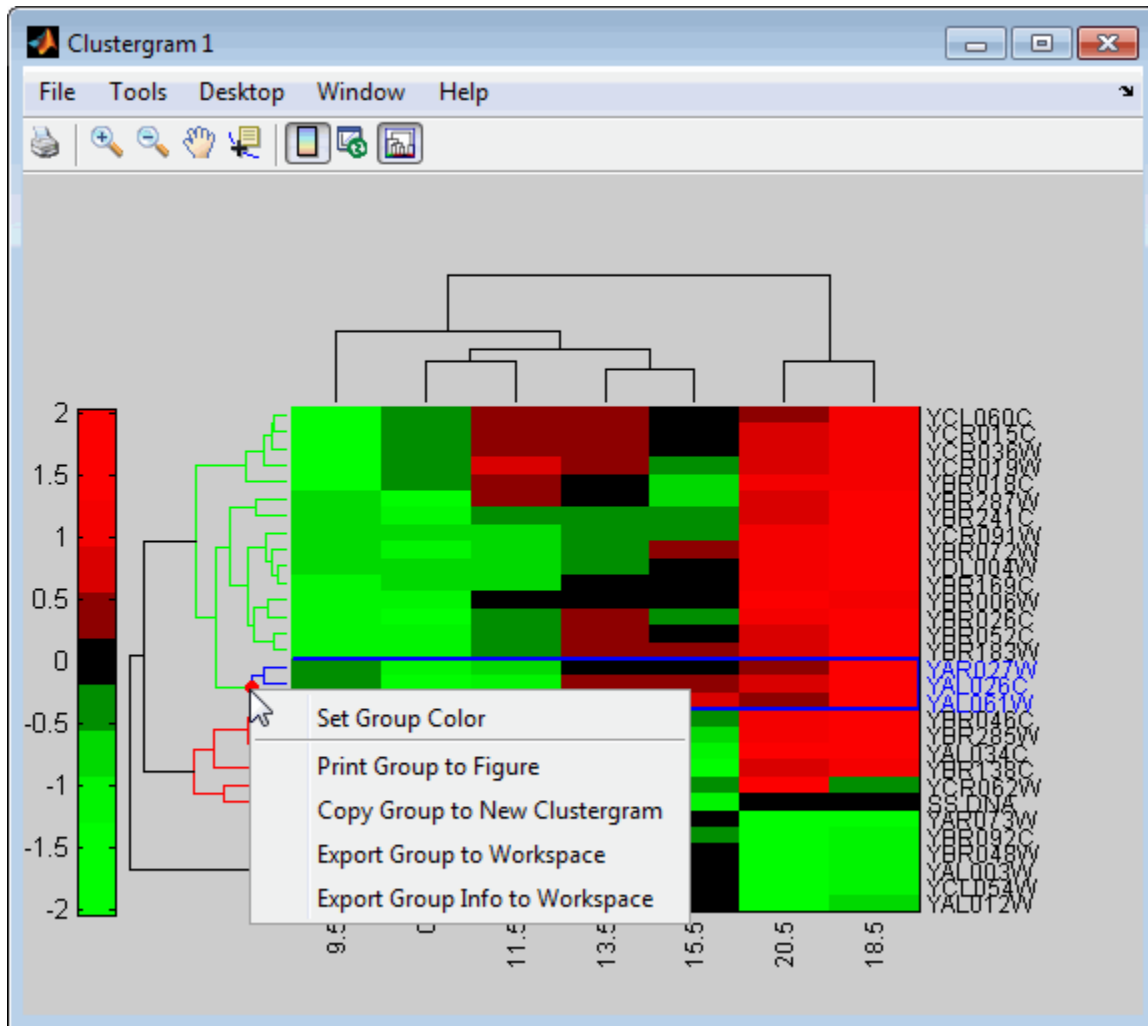 Clustergram 1
File Tools Desktop Window Help
2
1.5
1
0.5
0
-0.5
-1
-1.5
-2
YCL060C
YCR015C
YCR036W
YCR019W
YBR018C
YBR297W
YBR241C
YCR091W
YBR072W
YDL004W
YBR169C
YBR006W
YBR026C
YBR052C
YBR183W
YAR027W
YAL026C
YAL061W
YBR046C
YBR285W
YAL034C
YBR138C
YCR062W
SS DNA
YAR073W
YBR092C
YBR048W
YAL003W
YCL054W
YAL012W
Set Group Color
Print Group to Figure
Copy Group to New Clustergram
Export Group to Workspace
Export Group Info to Workspace
9.5 0 11.5 13.5 15.5 20.5 18.5